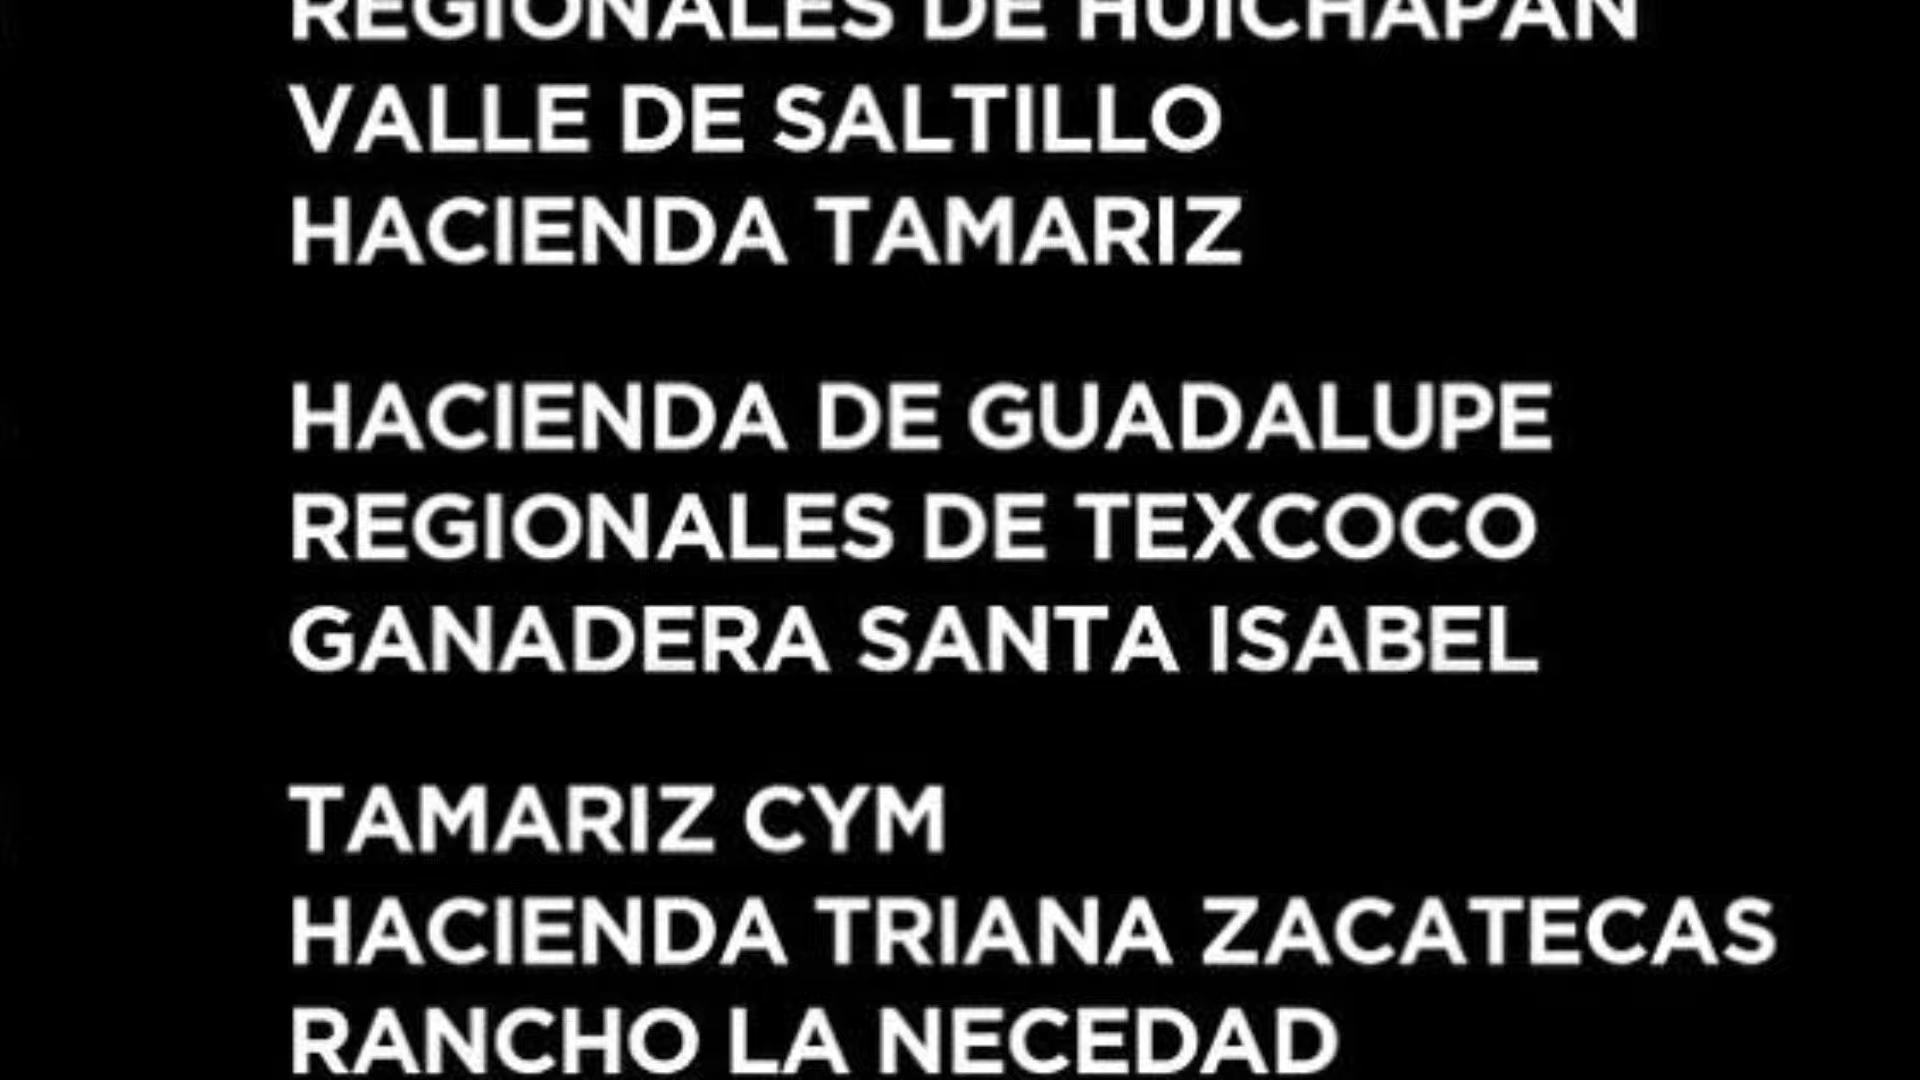 REGIONALES DE HUICHAPAN
VALLE DE SALTILLO
HACIENDA TAMARIZ
HACIENDA DE GUADALUPE
REGIONALES DE TEXCOCO
GANADERA SANTA ISABEL
TAMARIZ CYM
HACIENDA TRIANA ZACATECAS
RANCHO LA NECEDAD